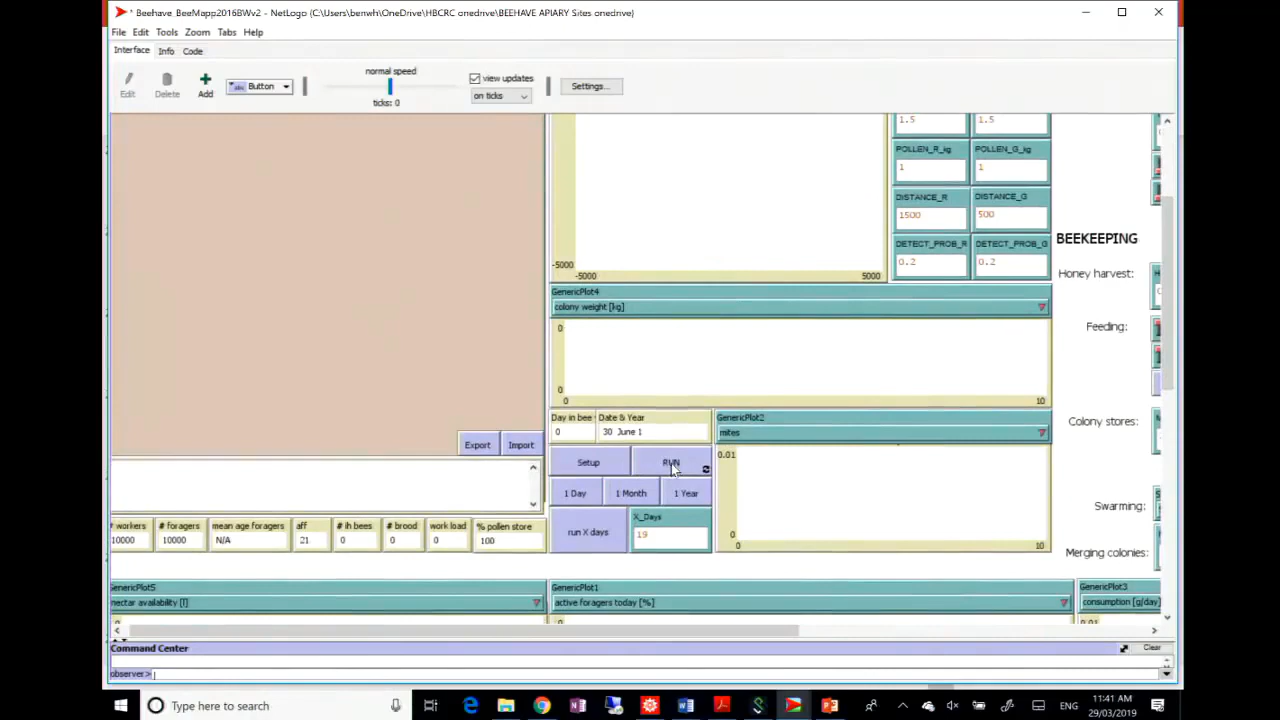 * Beehave_BeeMapp2016BWv2 - NetLogo {C:\Users\benwh\OneDrive\HBCRC onedrive\BEEHAVE APIARY Sites onedrive}
File Edit Tools Zoom Tabs Help
Interface Info Code
Edit Delete Add Button normal speed ticks: 0 view updates on ticks Settings...
1.5 1.5
POLLEN_R_kg POLLEN_G_kg
1 1
DISTANCE_R DISTANCE_G
1500 500
DETECT_PROB_R DETECT_PROB_G
0.2 0.2
BEEKEEPING
Honey harvest:
Feeding:
Colony stores:
Swarming:
Merging colonies:
-5000
-5000 5000
GenericPlot4
colony weight [kg]
0
0
0 10
Export Import
Day in bee Date & Year
0 30 June 1
Setup RUN
1 Day 1 Month 1 Year
run X days X_Days
19
GenericPlot2
mites
0.01
0
0 10
# workers # foragers mean age foragers aff # ih bees # brood work load % pollen store
10000 10000 N/A 21 0 0 0 100
GenericPlot5 GenericPlot1 GenericPlot3
nectar availability [l] active foragers today [%] consumption [g/day]
0 0 0.01
Command Center Clear
observer>
Type here to search
ENG
11:41 AM
29/03/2019